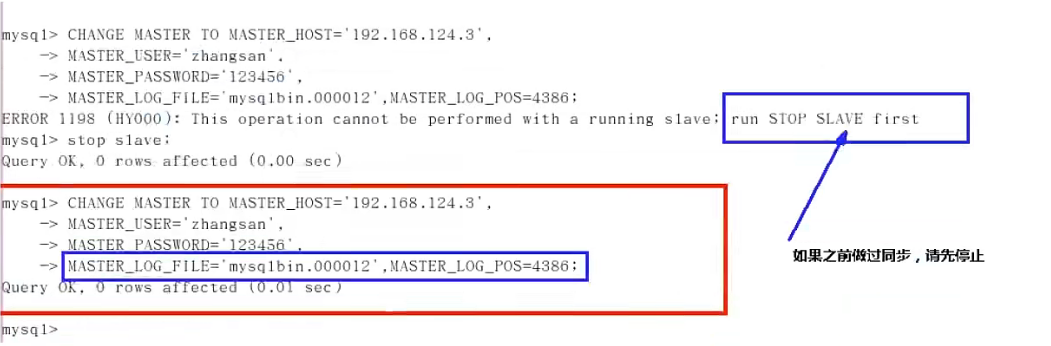 mysql> CHANGE MASTER TO MASTER_HOST='192.168.124.3',
-> MASTER_USER='zhangsan',
-> MASTER_PASSWORD='123456',
-> MASTER_LOG_FILE='mysqlbin.000012',MASTER_LOG_POS=4386;
ERROR 1198 (HY000): This operation cannot be performed with a running slave; run STOP SLAVE first
mysql> stop slave;
Query OK, 0 rows affected (0.00 sec)
mysql> CHANGE MASTER TO MASTER_HOST='192.168.124.3',
-> MASTER_USER='zhangsan',
-> MASTER_PASSWORD='123456',
-> MASTER_LOG_FILE='mysqlbin.000012',MASTER_LOG_POS=4386;
如果之前做过同步，请先停止
Query OK, 0 rows affected (0.01 sec)
mysql>